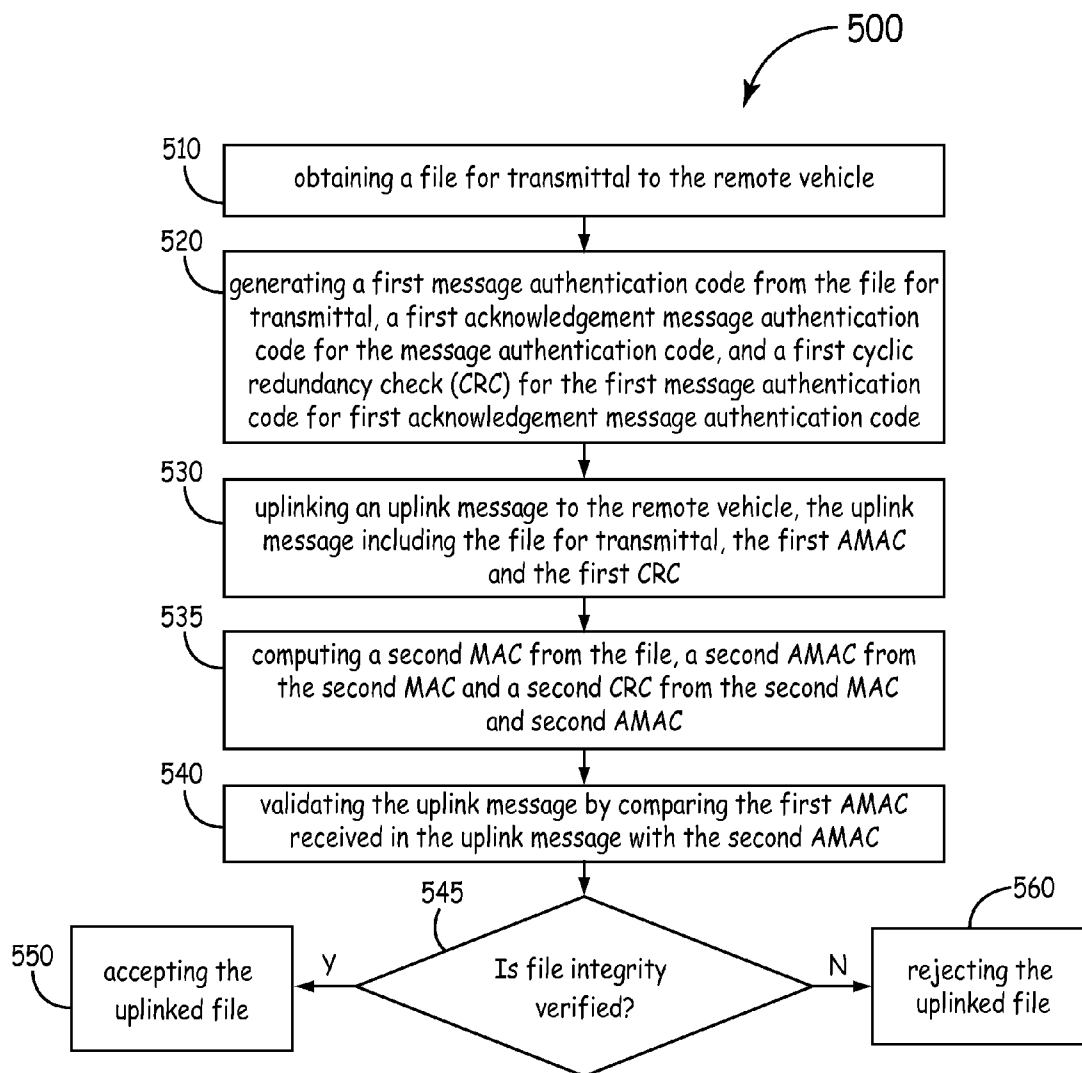 500
510
obtaining a file for transmittal to the remote vehicle
520
generating a first message authentication code from the file for
transmittal, a first acknowledgement message authentication
code for the message authentication code, and a first cyclic
redundancy check (CRC) for the first message authentication
code for first acknowledgement message authentication code
530
uplinking an uplink message to the remote vehicle, the uplink
message including the file for transmittal, the first AMAC
and the first CRC
535
computing a second MAC from the file, a second AMAC from
the second MAC and a second CRC from the second MAC
and second AMAC
540
validating the uplink message by comparing the first AMAC
received in the uplink message with the second AMAC
545
Is file integrity
verified?
Y
N
550
accepting the
uplinked file
560
rejecting the
uplinked file